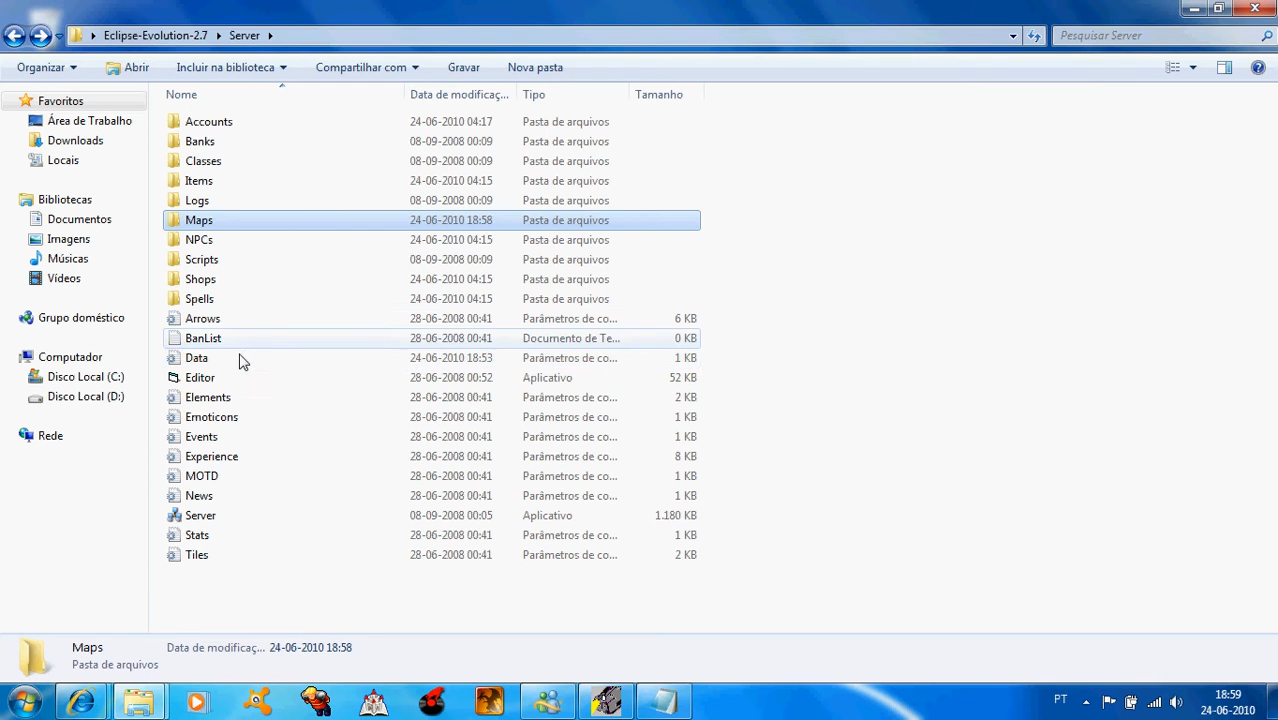 Eclipse-Evolution-2.7 Server Pesquisar Server
Organizar Abrir Incluir na biblioteca Compartilhar com Gravar Nova pasta
Nome Data de modificaç... Tipo Tamanho
Favoritos
Área de Trabalho
Downloads
Locais
Bibliotecas
Documentos
Imagens
Músicas
Vídeos
Grupo doméstico
Computador
Disco Local (C:)
Disco Local (D:)
Rede
Accounts 24-06-2010 04:17 Pasta de arquivos
Banks 08-09-2008 00:09 Pasta de arquivos
Classes 08-09-2008 00:09 Pasta de arquivos
Items 24-06-2010 04:15 Pasta de arquivos
Logs 08-09-2008 00:09 Pasta de arquivos
Maps 24-06-2010 18:58 Pasta de arquivos
NPCs 24-06-2010 04:15 Pasta de arquivos
Scripts 08-09-2008 00:09 Pasta de arquivos
Shops 24-06-2010 04:15 Pasta de arquivos
Spells 24-06-2010 04:15 Pasta de arquivos
Arrows 28-06-2008 00:41 Parâmetros de co... 6 KB
BanList 28-06-2008 00:41 Documento de Te... 0 KB
Data 24-06-2010 18:53 Parâmetros de co... 1 KB
Editor 28-06-2008 00:52 Aplicativo 52 KB
Elements 28-06-2008 00:41 Parâmetros de co... 2 KB
Emoticons 28-06-2008 00:41 Parâmetros de co... 1 KB
Events 28-06-2008 00:41 Parâmetros de co... 1 KB
Experience 28-06-2008 00:41 Parâmetros de co... 8 KB
MOTD 28-06-2008 00:41 Parâmetros de co... 1 KB
News 28-06-2008 00:41 Parâmetros de co... 1 KB
Server 08-09-2008 00:05 Aplicativo 1.180 KB
Stats 28-06-2008 00:41 Parâmetros de co... 1 KB
Tiles 28-06-2008 00:41 Parâmetros de co... 2 KB
Maps Data de modificaç... 24-06-2010 18:58
Pasta de arquivos
PT 18:59
24-06-2010